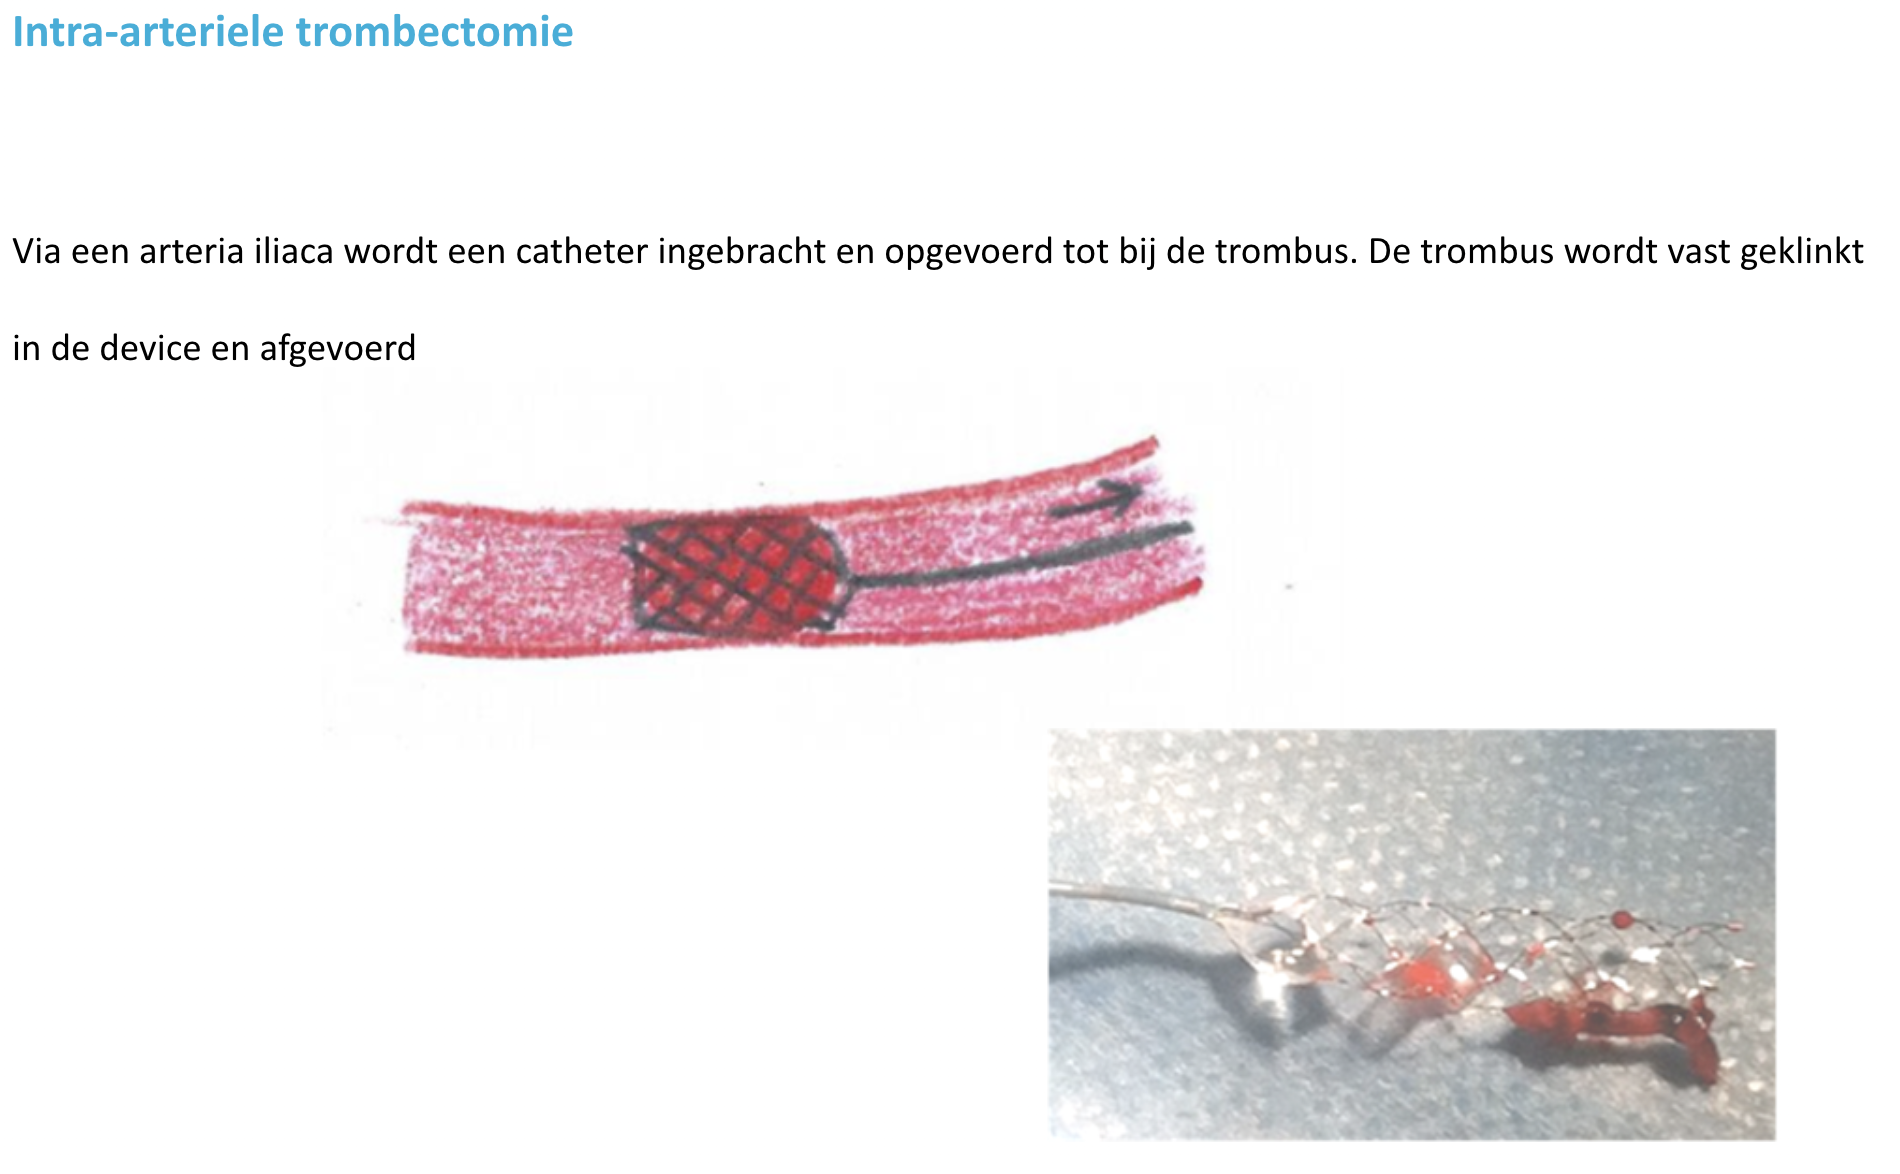 Intra-arteriele trombectomie
Via een arteria iliaca wordt een catheter ingebracht en opgevoerd tot bij de trombus. De trombus wordt vast geklinkt
in de device en afgevoerd